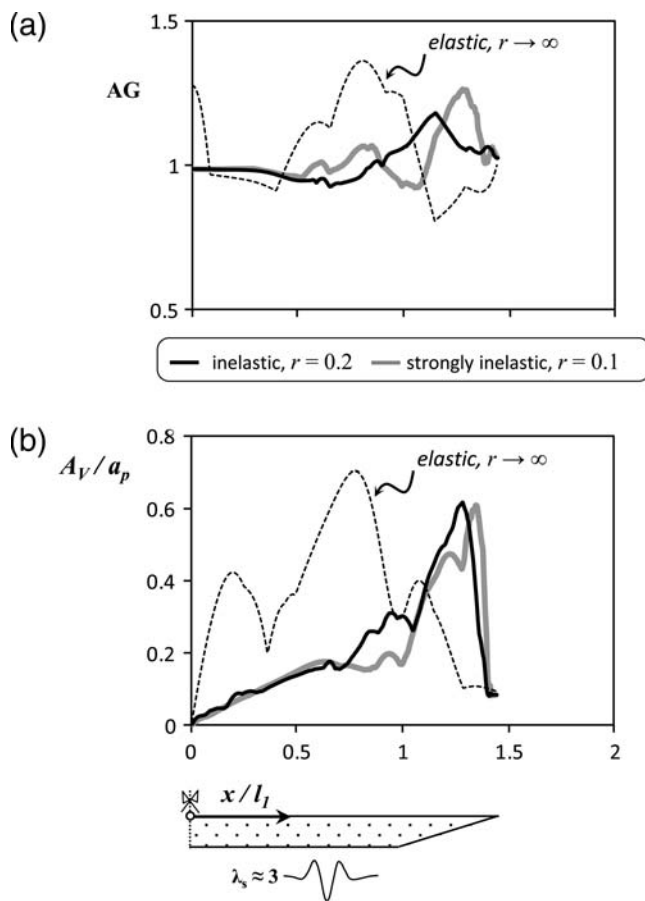 (a)
1.5
AG
elastic, r → ∞
1
0.5
inelastic, r = 0.2 strongly inelastic, r = 0.1
(b)
0.8
A_V / a_p
elastic, r → ∞
0.6
0.4
0.2
0
0 0.5 1 1.5 2
x / l_1
λ_s ≈ 3